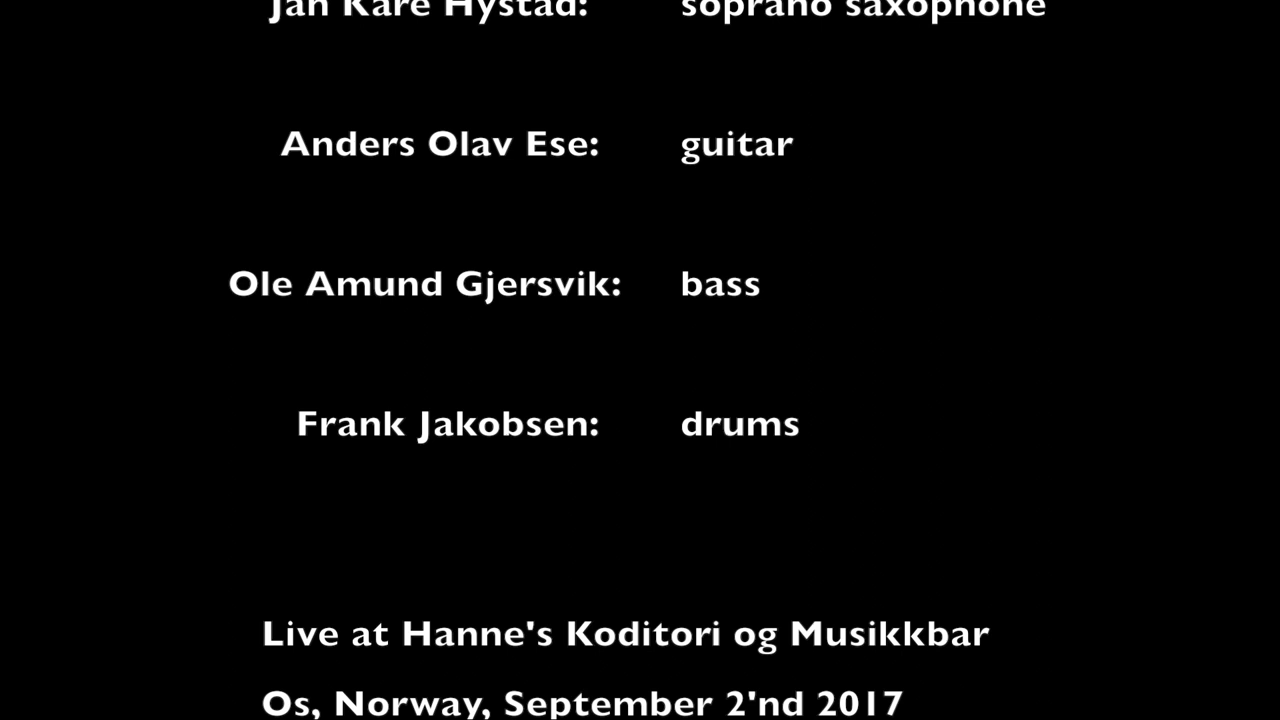 Jan Kåre Hystad: soprano saxophone
Anders Olav Ese: guitar
Ole Amund Gjersvik: bass
Frank Jakobsen: drums
Live at Hanne's Koditori og Musikkbar
Os, Norway, September 2'nd 2017